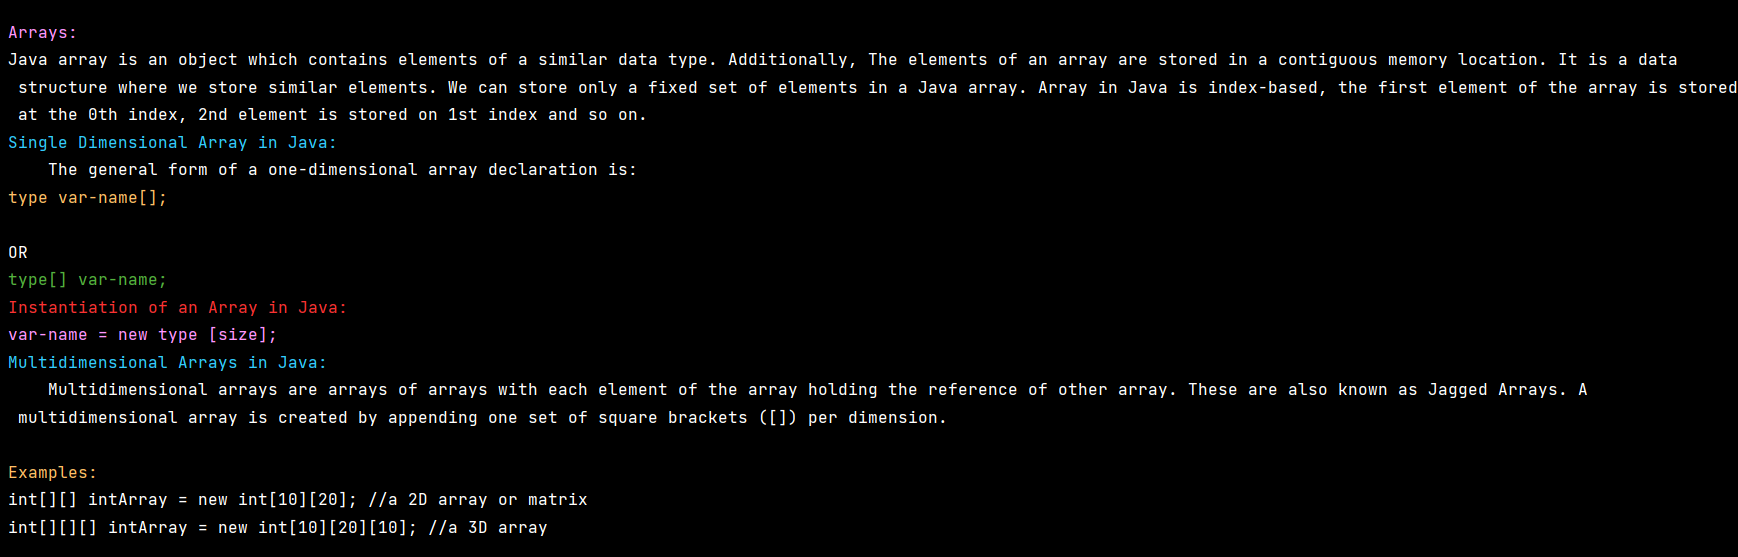 Arrays:
Java array is an object which contains elements of a similar data type. Additionally, The elements of an array are stored in a contiguous memory location. It is a data
structure where we store similar elements. We can store only a fixed set of elements in a Java array. Array in Java is index-based, the first element of the array is stored
at the 0th index, 2nd element is stored on 1st index and so on.
Single Dimensional Array in Java:
The general form of a one-dimensional array declaration is:
type var-name[];
OR
type[] var-name;
Instantiation of an Array in Java:
var-name = new type [size];
Multidimensional Arrays in Java:
Multidimensional arrays are arrays of arrays with each element of the array holding the reference of other array. These are also known as Jagged Arrays. A
multidimensional array is created by appending one set of square brackets ([]) per dimension.
Examples:
int[][] intArray = new int[10][20]; //a 2D array or matrix
int[][][] intArray = new int[10][20][10]; //a 3D array